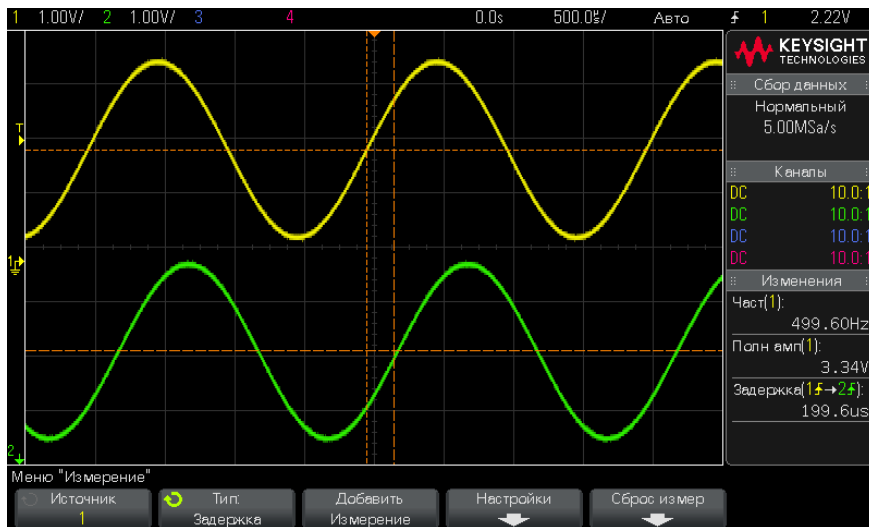 1 1.00V/ 2 1.00V/ 3 4 0.0s 500.0us/ Авто 1 2.22V
KEYSIGHT
TECHNOLOGIES
Сбор данных
Нормальный
5.00MSa/s
Каналы
DC 10.0:1
DC 10.0:1
DC 10.0:1
DC 10.0:1
Изменения
Част(1):
499.60Hz
Полн амп(1):
3.34V
Задержка(1→2):
199.6us
T
1
2
Меню "Измерение"
Источник
1
Тип:
Задержка
Добавить
Измерение
Настройки
Сброс измер